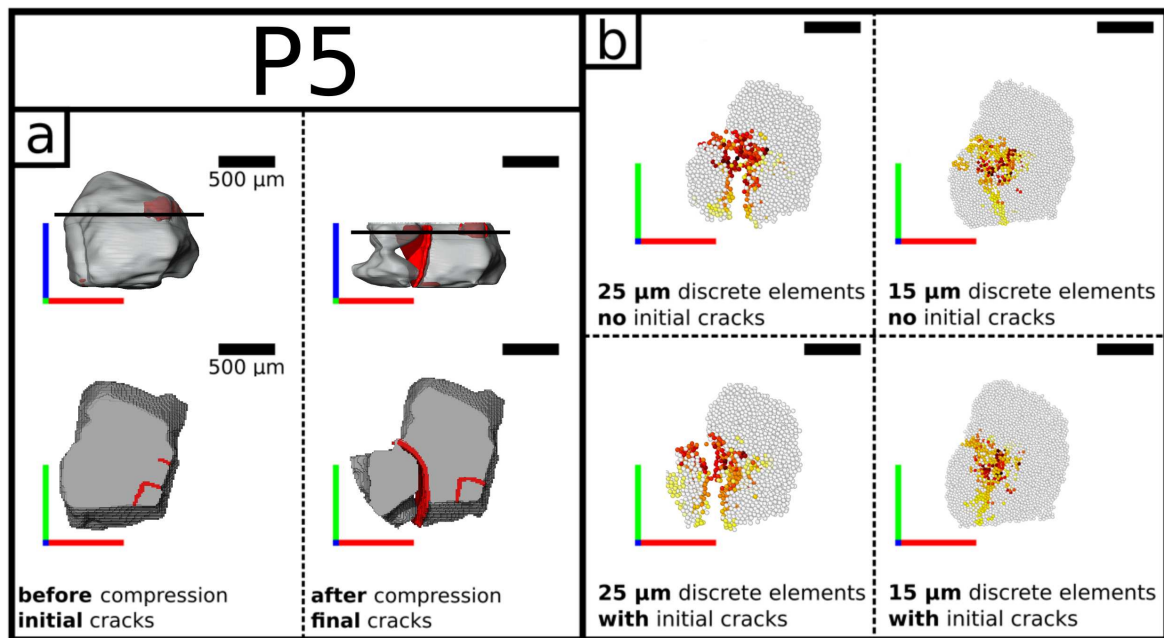 P5
a
500 µm
500 µm
before compression
initial cracks
after compression
final cracks
b
25 µm discrete elements
no initial cracks
15 µm discrete elements
no initial cracks
25 µm discrete elements
with initial cracks
15 µm discrete elements
with initial cracks